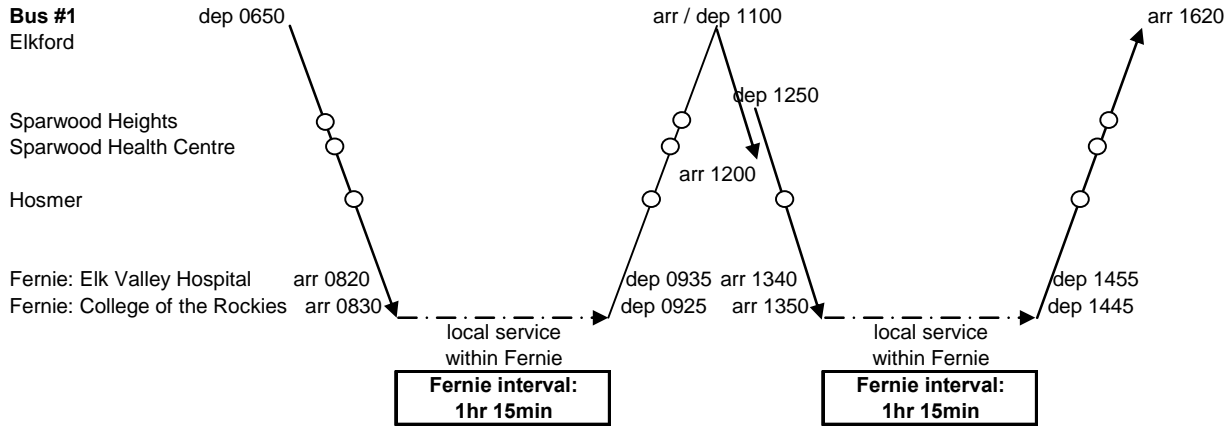 Bus #1 dep 0650 arr / dep 1100 arr 1620
Elkford
dep 1250
Sparwood Heights
Sparwood Health Centre
arr 1200
Hosmer
Fernie: Elk Valley Hospital arr 0820 dep 0935 arr 1340 dep 1455
Fernie: College of the Rockies arr 0830 dep 0925 arr 1350 dep 1445
local service local service
within Fernie within Fernie
Fernie interval: Fernie interval:
1hr 15min 1hr 15min